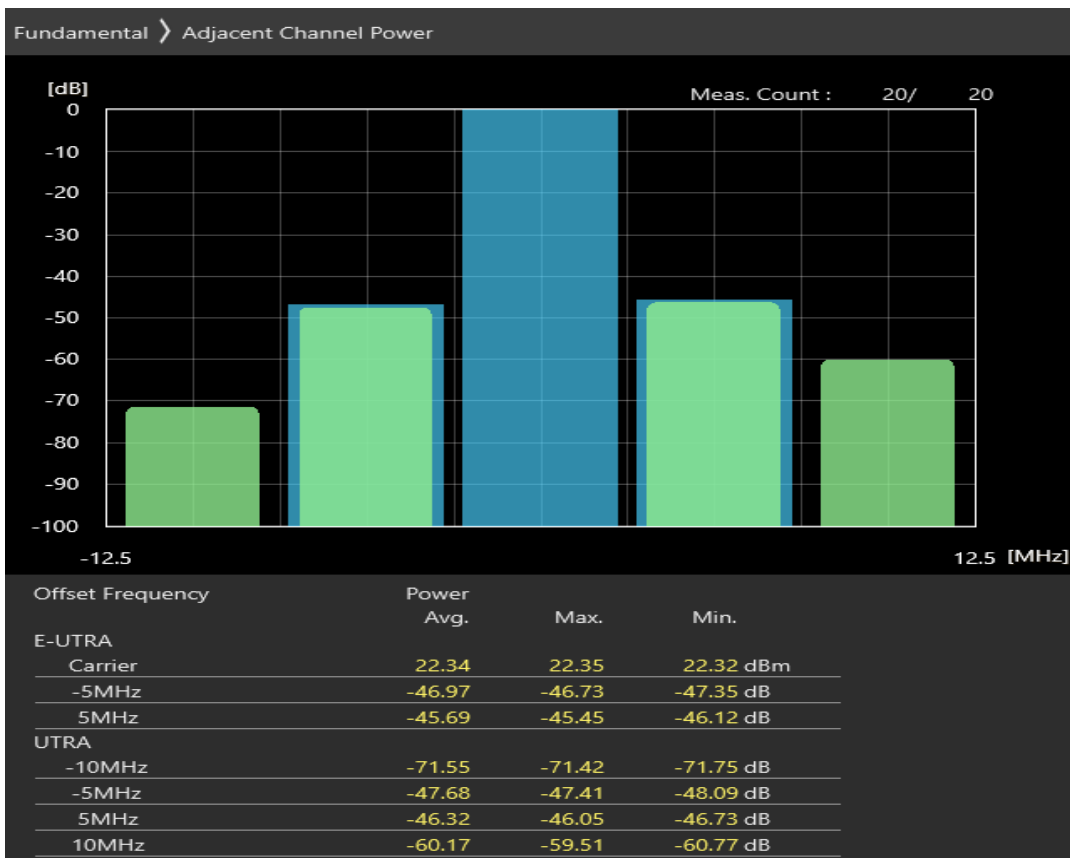 Fundamental 〉 Adjacent Channel Power
[dB]
Meas. Count : 20/ 20
0
-10
-20
-30
-40
-50
-60
-70
-80
-90
-100
-12.5 12.5 [MHz]
Offset Frequency Power
Avg. Max. Min.
E-UTRA
Carrier 22.34 22.35 22.32 dBm
-5MHz -46.97 -46.73 -47.35 dB
5MHz -45.69 -45.45 -46.12 dB
UTRA
-10MHz -71.55 -71.42 -71.75 dB
-5MHz -47.68 -47.41 -48.09 dB
5MHz -46.32 -46.05 -46.73 dB
10MHz -60.17 -59.51 -60.77 dB